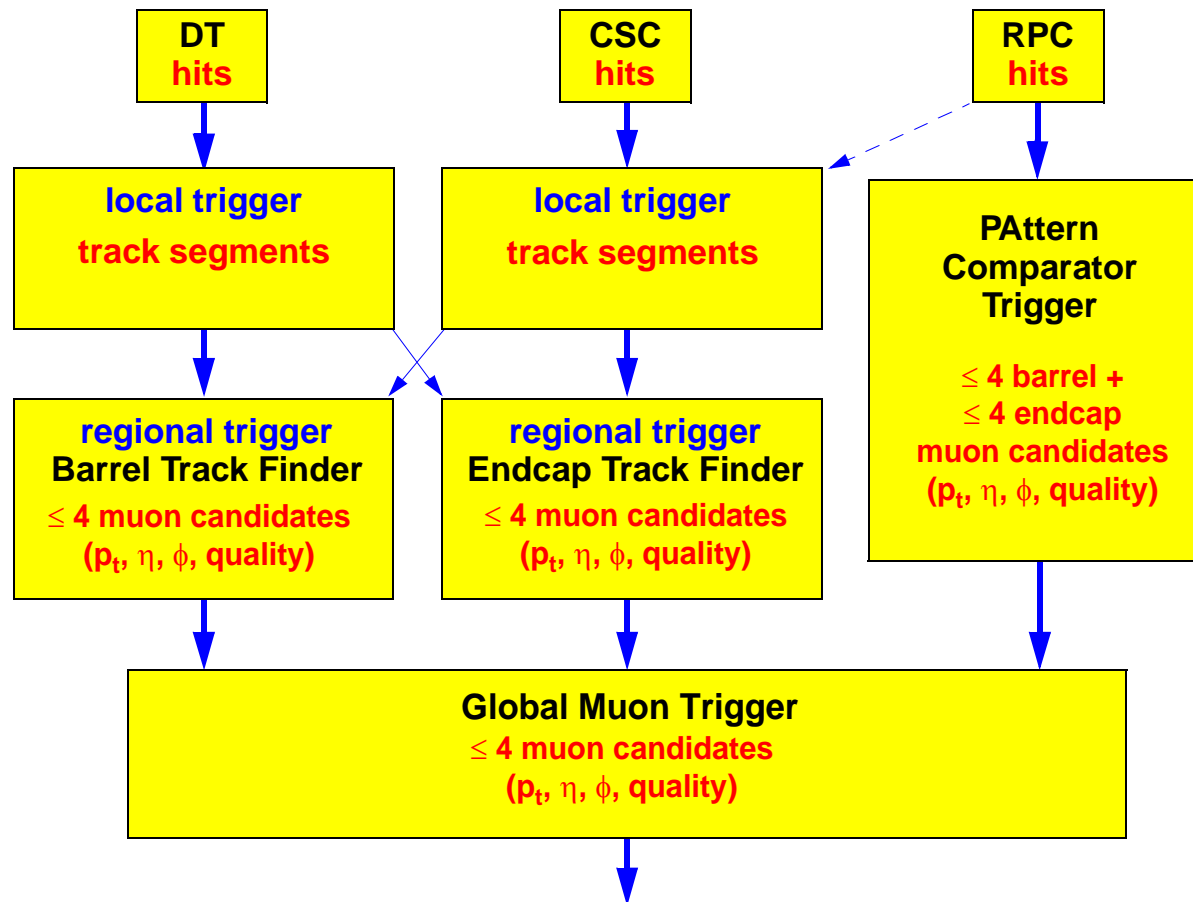 DT
hits
CSC
hits
RPC
hits
local trigger
track segments
local trigger
track segments
PAttern
Comparator
Trigger
≤ 4 barrel +
≤ 4 endcap
muon candidates
(pt, η, ϕ, quality)
regional trigger
Barrel Track Finder
≤ 4 muon candidates
(pt, η, ϕ, quality)
regional trigger
Endcap Track Finder
≤ 4 muon candidates
(pt, η, ϕ, quality)
Global Muon Trigger
≤ 4 muon candidates
(pt, η, ϕ, quality)